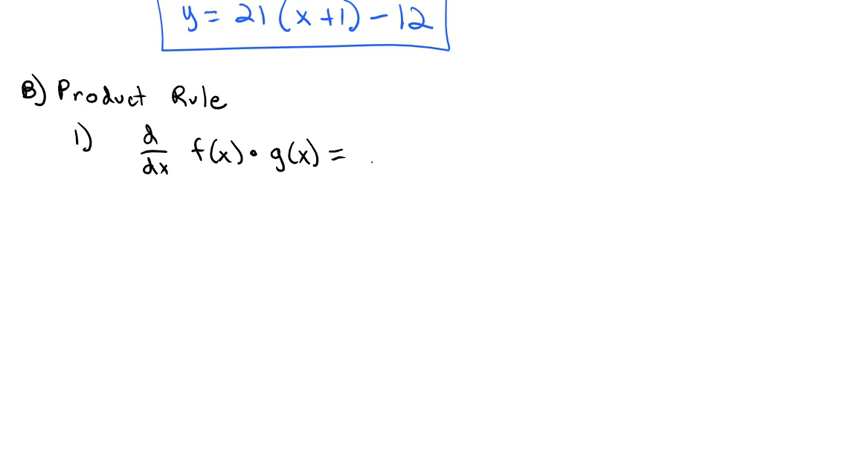 y = 21 (x+1) - 12
B) Product Rule
1) d/dx f(x) • g(x) =